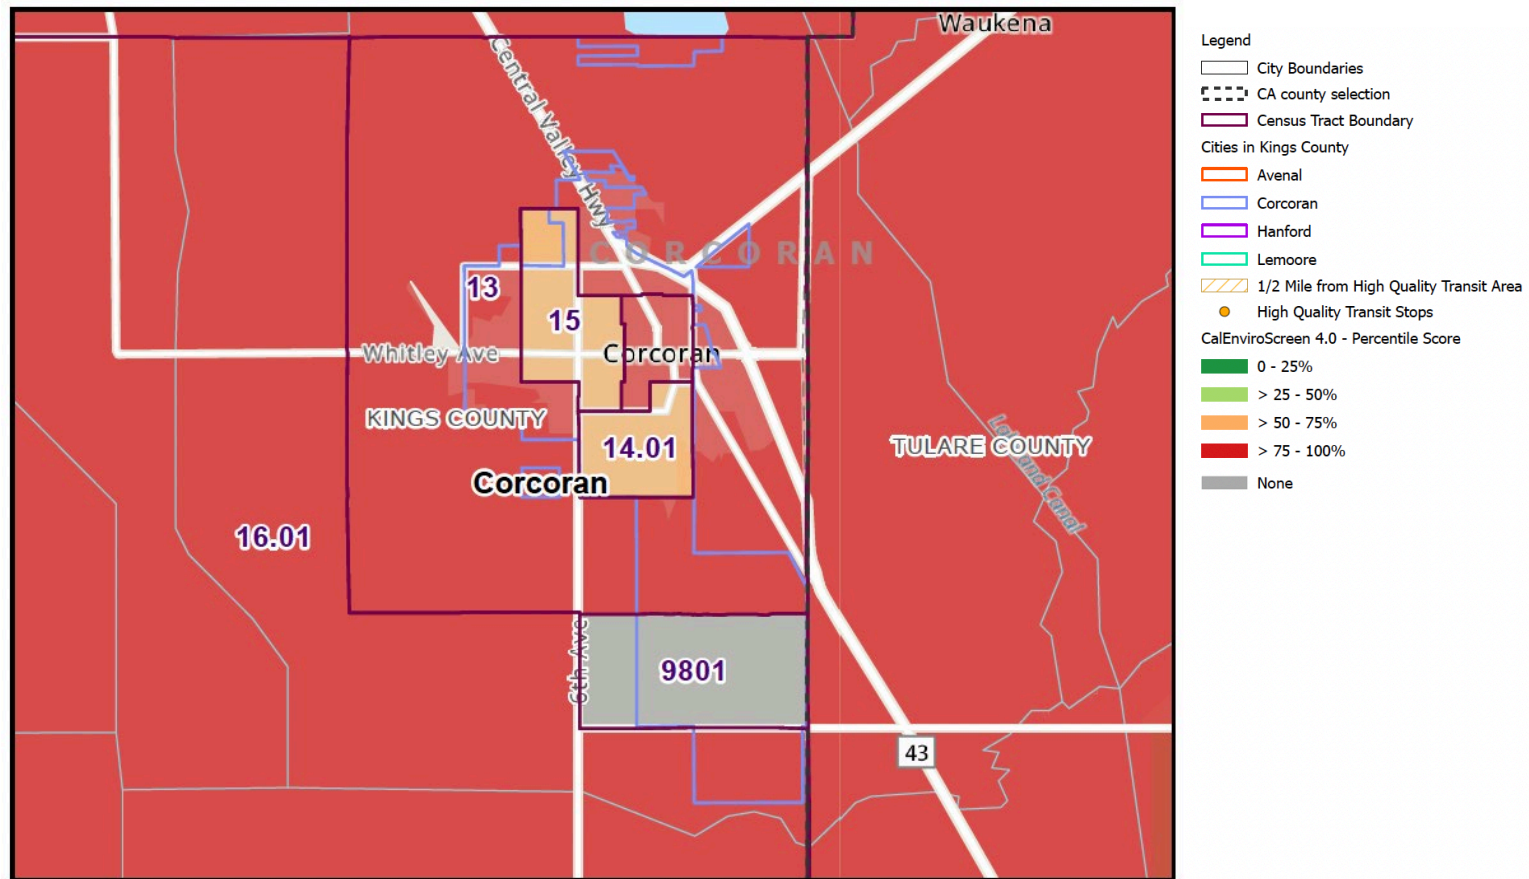 Waukena
Central Valley Hwy
CORCORAN
13
15
Whitley Ave
Corcoran
KINGS COUNTY
14.01
TULARE COUNTY
Corcoran
Lakeland Canal
16.01
6th Ave
9801
43
Legend
City Boundaries
CA county selection
Census Tract Boundary
Cities in Kings County
Avenal
Corcoran
Hanford
Lemoore
1/2 Mile from High Quality Transit Area
High Quality Transit Stops
CalEnviroScreen 4.0 - Percentile Score
0 - 25%
> 25 - 50%
> 50 - 75%
> 75 - 100%
None